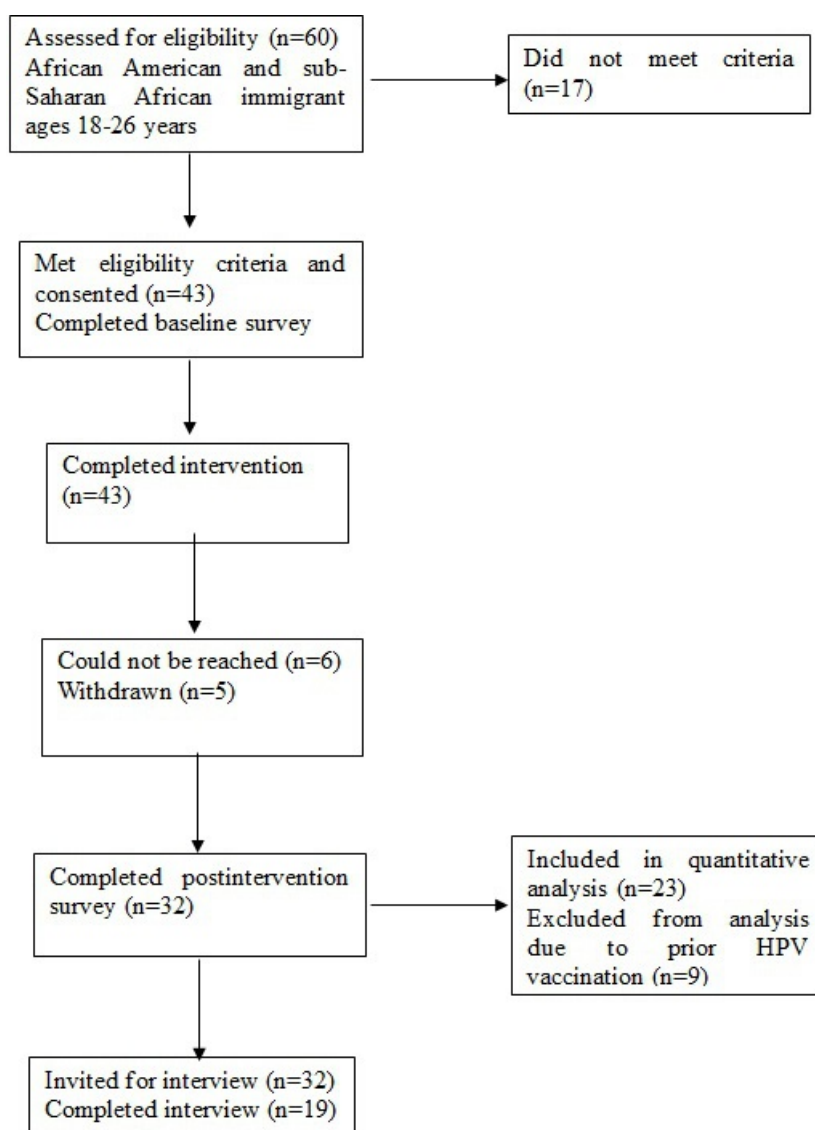 Assessed for eligibility (n=60)
African American and sub-
Saharan African immigrant
ages 18-26 years
Did not meet criteria
(n=17)
Met eligibility criteria and
consented (n=43)
Completed baseline survey
Completed intervention
(n=43)
Could not be reached (n=6)
Withdrawn (n=5)
Completed postintervention
survey (n=32)
Included in quantitative
analysis (n=23)
Excluded from analysis
due to prior HPV
vaccination (n=9)
Invited for interview (n=32)
Completed interview (n=19)